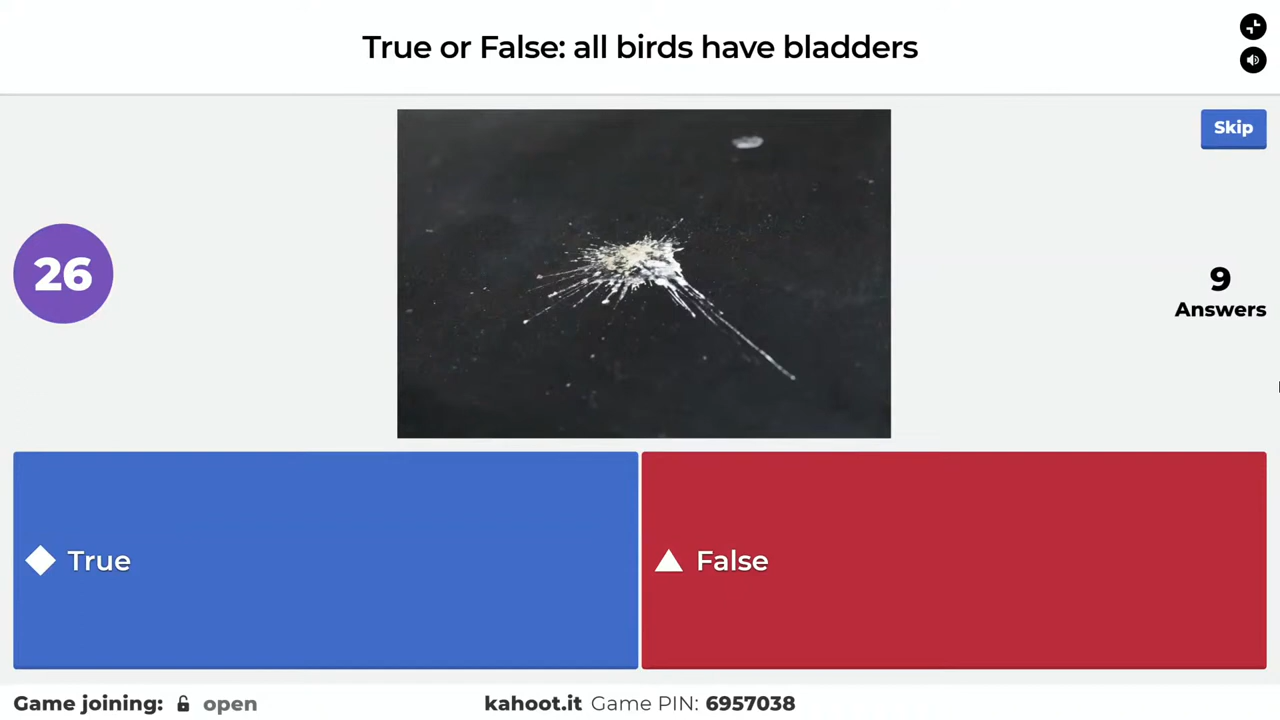 True or False: all birds have bladders
Skip
26
9
Answers
True
False
Game joining: open
kahoot.it Game PIN: 6957038